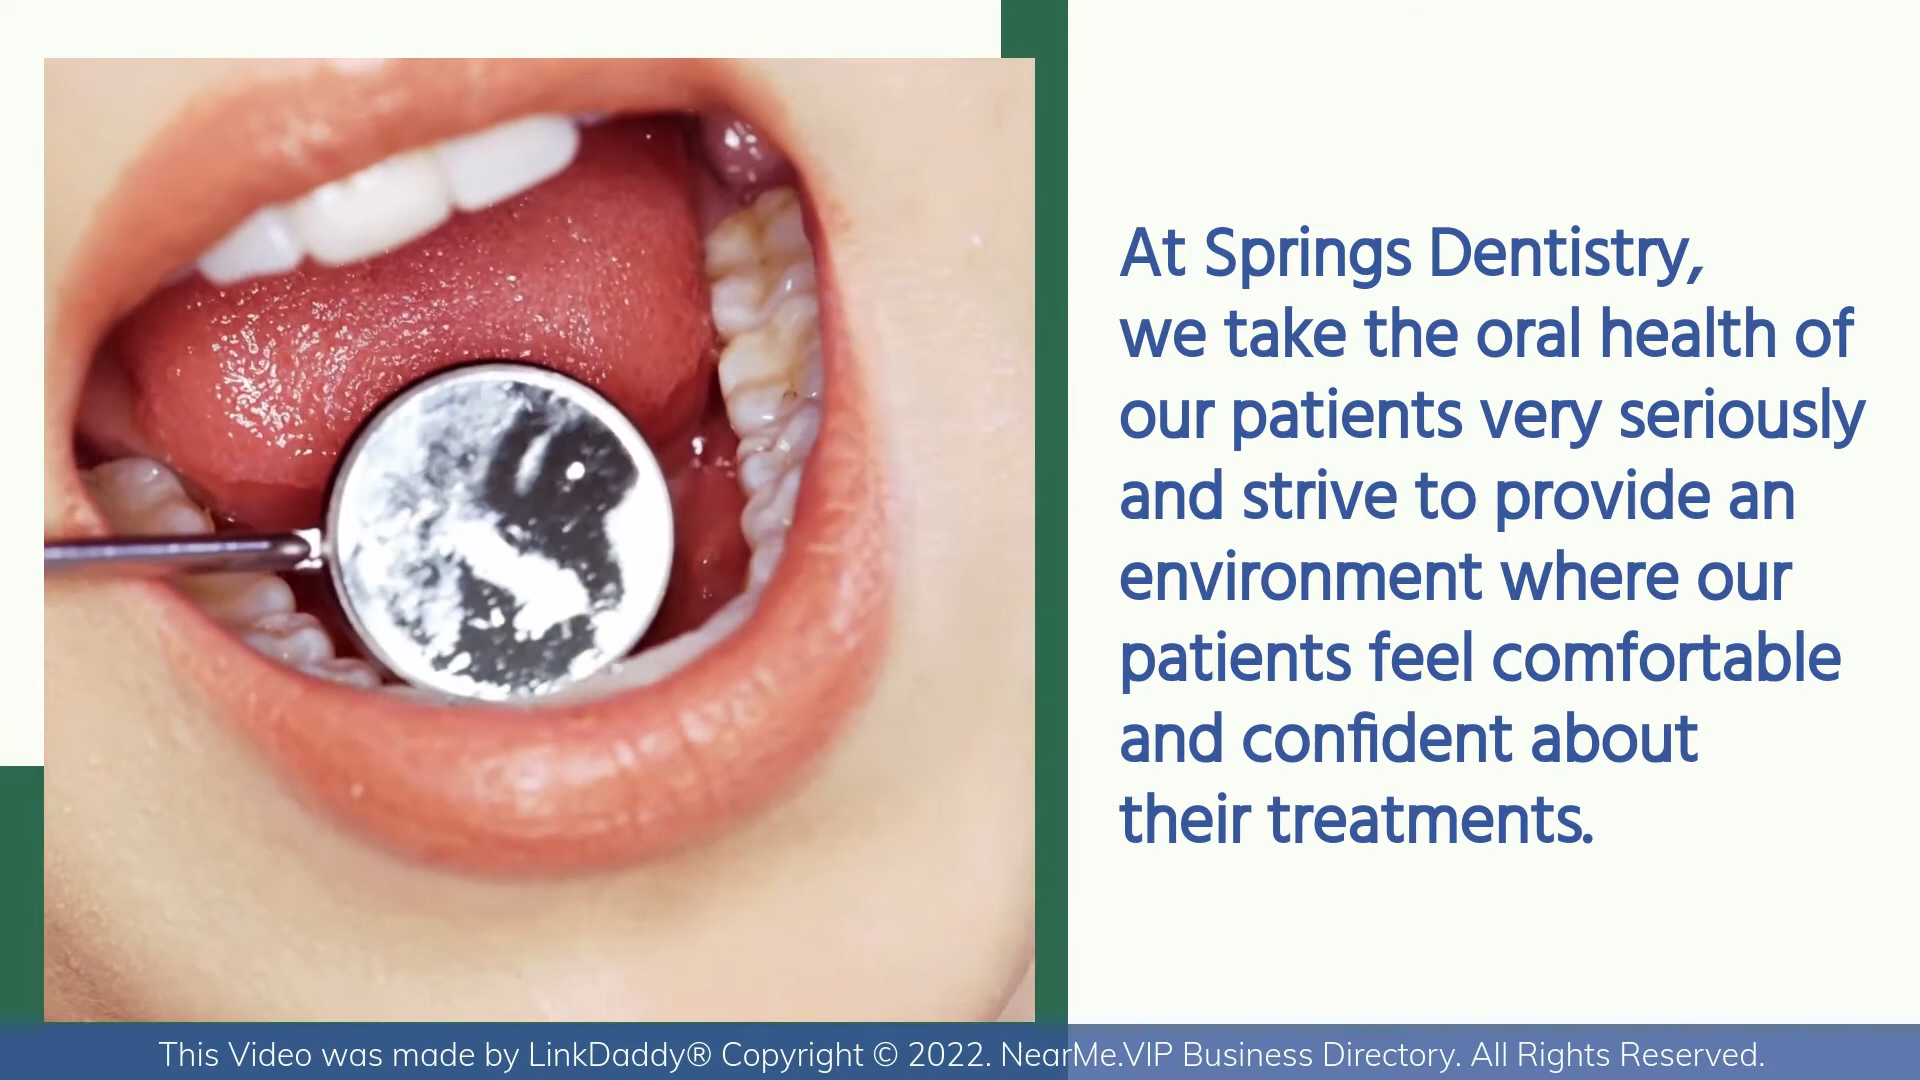 At Springs Dentistry,
we take the oral health of
our patients very seriously
and strive to provide an
environment where our
patients feel comfortable
and confident about
their treatments.
This Video was made by LinkDaddy® Copyright © 2022. NearMe.VIP Business Directory. All Rights Reserved.